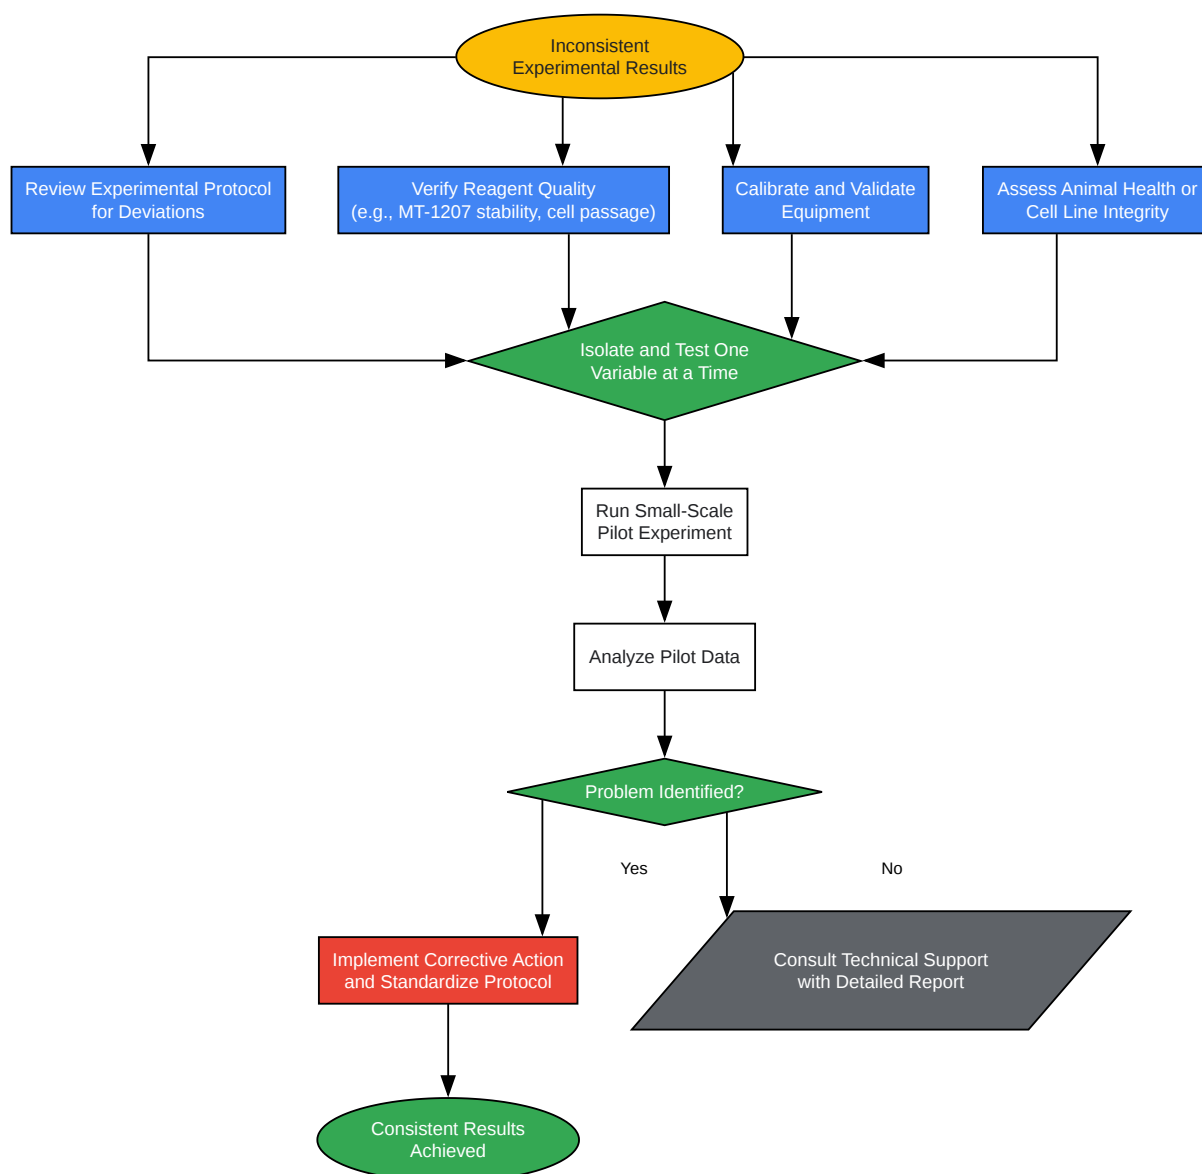 Inconsistent
Experimental Results
Review Experimental Protocol
for Deviations
Verify Reagent Quality
(e.g., MT-1207 stability, cell passage)
Calibrate and Validate
Equipment
Assess Animal Health or
Cell Line Integrity
Isolate and Test One
Variable at a Time
Run Small-Scale
Pilot Experiment
Analyze Pilot Data
Problem Identified?
Yes
No
Implement Corrective Action
and Standardize Protocol
Consult Technical Support
with Detailed Report
Consistent Results
Achieved